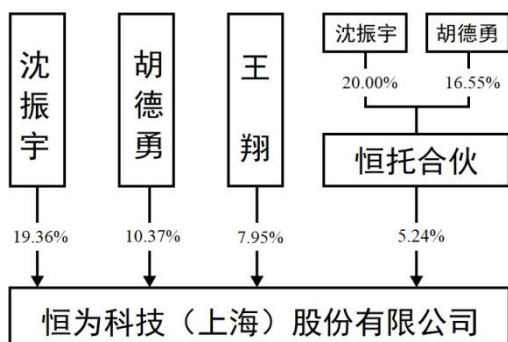 沈振宇
胡德勇
王翔
沈振宇
胡德勇
20.00%
16.55%
恒托合伙
19.36%
10.37%
7.95%
5.24%
恒为科技（上海）股份有限公司